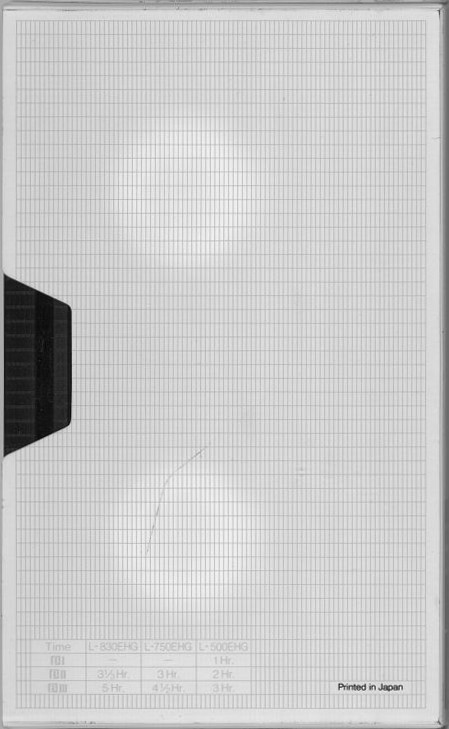 Time L-830EHG L-750EHG L-500EHG
βI — — 1 Hr.
βII 3⅓ Hr. 3 Hr. 2 Hr.
βIII 5 Hr. 4½ Hr. 3 Hr.
Printed in Japan